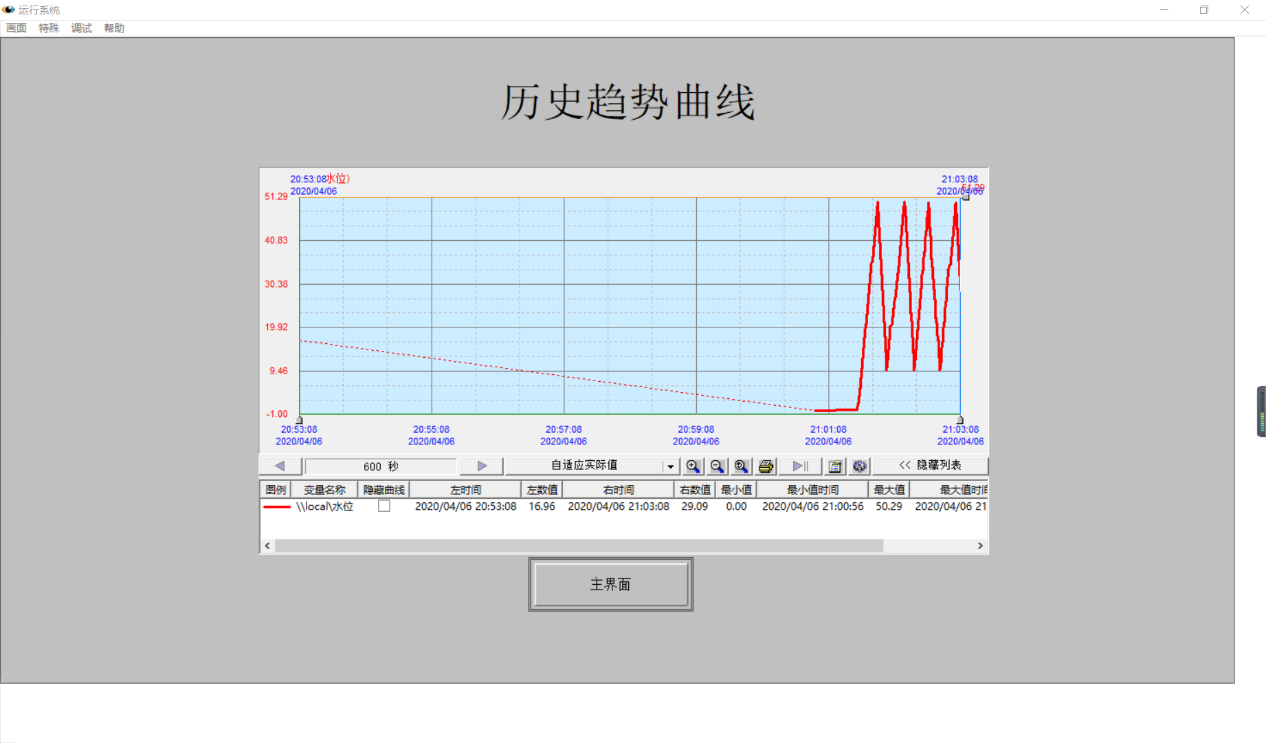 运行系统
画面 特殊 调试 帮助
历史趋势曲线
20:53:08 水位) 21:03:08
2020/04/06 2020/04/06 51.29
51.29
40.83
30.38
19.92
9.46
-1.00
20:53:08 20:55:08 20:57:08 20:59:08 21:01:08 21:03:08
2020/04/06 2020/04/06 2020/04/06 2020/04/06 2020/04/06 2020/04/06
600 秒 自适应实际值 << 隐藏列表
图例 变量名称 隐藏曲线 左时间 左数值 右时间 右数值 最小值 最小值时间 最大值 最大值时间
\\local\水位 2020/04/06 20:53:08 16.96 2020/04/06 21:03:08 29.09 0.00 2020/04/06 21:00:56 50.29 2020/04/06 21
主界面